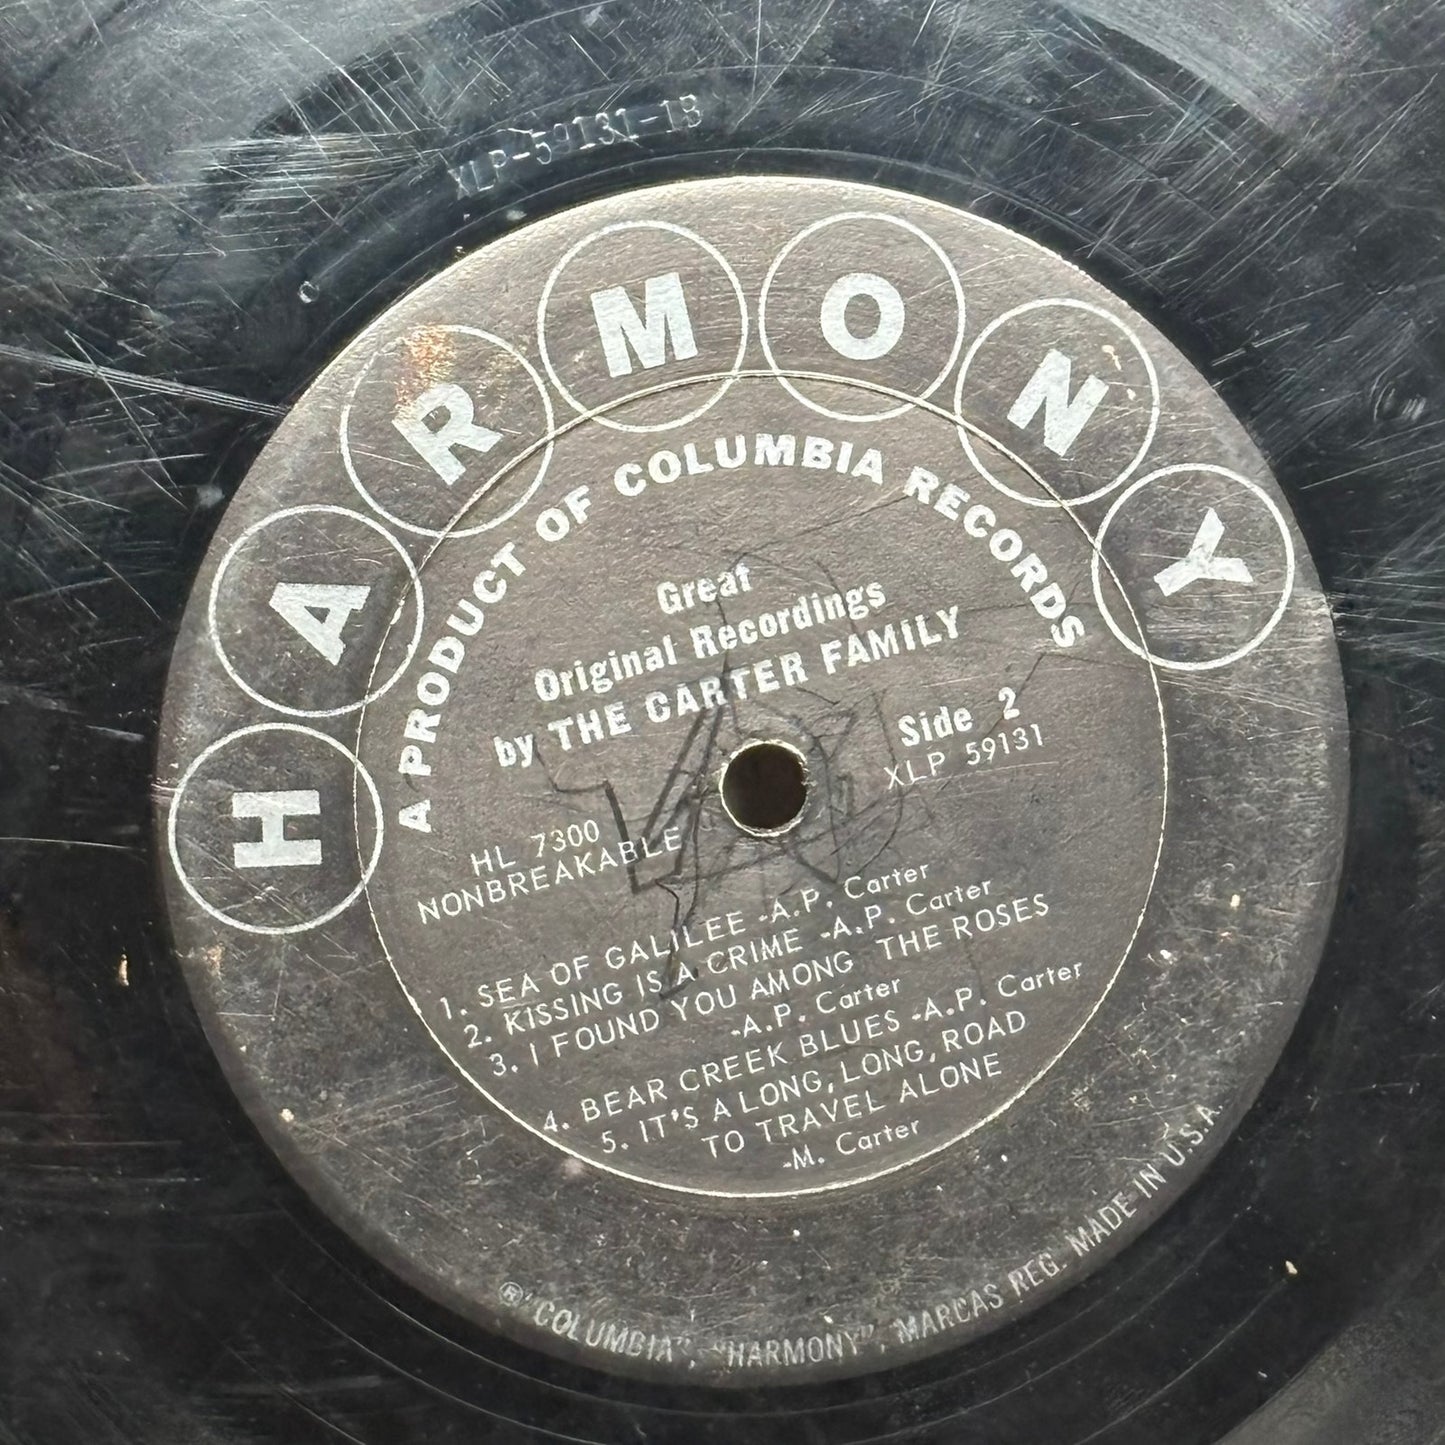 XLP-59131-1B
HARMONY
A PRODUCT OF COLUMBIA RECORDS
Great
Original Recordings
by THE CARTER FAMILY
Side 2
XLP 59131
HL 7300
NONBREAKABLE
1. SEA OF GALILEE -A.P. Carter
2. KISSING IS A CRIME -A.P. Carter
3. I FOUND YOU AMONG THE ROSES
-A.P. Carter
4. BEAR CREEK BLUES -A.P. Carter
5. IT'S A LONG, LONG, ROAD
TO TRAVEL ALONE
-M. Carter
® "COLUMBIA", "HARMONY", MARCAS REG. MADE IN U.S.A.